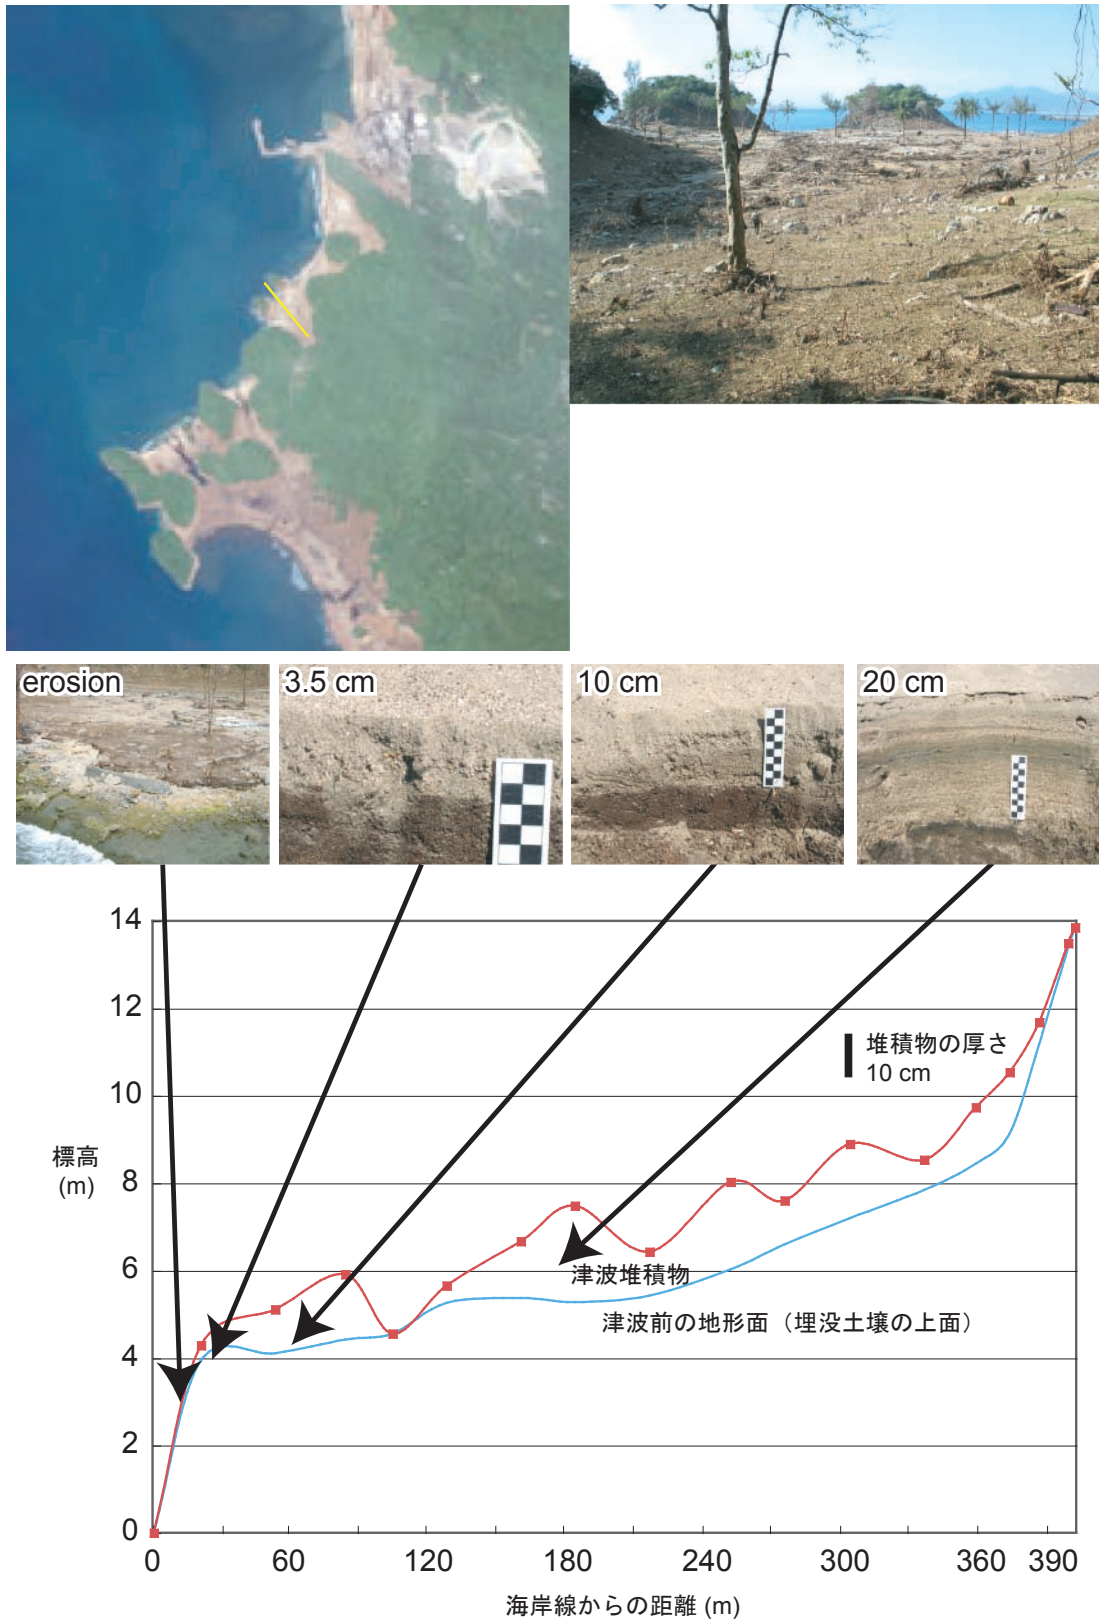 erosion
3.5 cm
10 cm
20 cm
14
12
10
8
6
4
2
0
標高
(m)
堆積物の厚さ
10 cm
津波堆積物
津波前の地形面（埋没土壌の上面）
0 60 120 180 240 300 360 390
海岸線からの距離 (m)